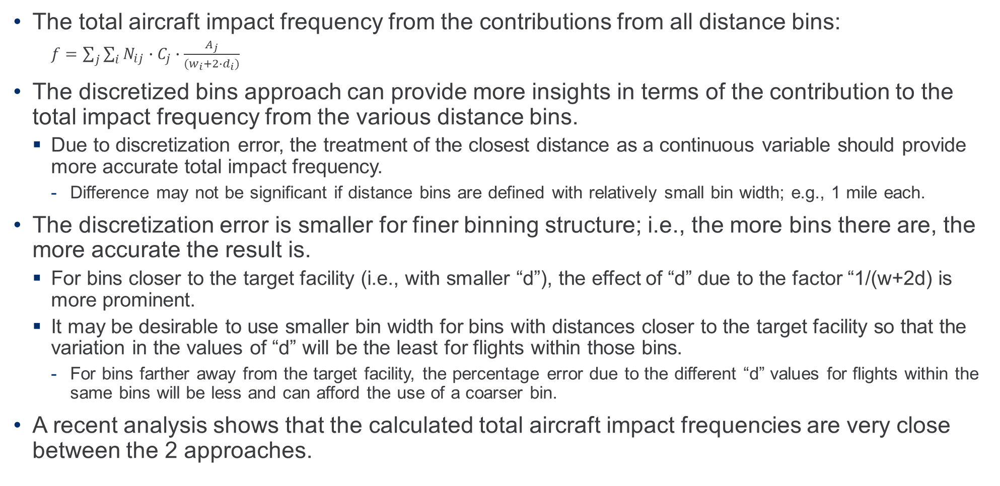 • The total aircraft impact frequency from the contributions from all distance bins:
f = ∑_j ∑_i N_ij · C_j · A_j / (w_i+2·d_i)
• The discretized bins approach can provide more insights in terms of the contribution to the
total impact frequency from the various distance bins.
▪ Due to discretization error, the treatment of the closest distance as a continuous variable should provide
more accurate total impact frequency.
- Difference may not be significant if distance bins are defined with relatively small bin width; e.g., 1 mile each.
• The discretization error is smaller for finer binning structure; i.e., the more bins there are, the
more accurate the result is.
▪ For bins closer to the target facility (i.e., with smaller “d”), the effect of “d” due to the factor “1/(w+2d) is
more prominent.
▪ It may be desirable to use smaller bin width for bins with distances closer to the target facility so that the
variation in the values of “d” will be the least for flights within those bins.
- For bins farther away from the target facility, the percentage error due to the different “d” values for flights within the
same bins will be less and can afford the use of a coarser bin.
• A recent analysis shows that the calculated total aircraft impact frequencies are very close
between the 2 approaches.